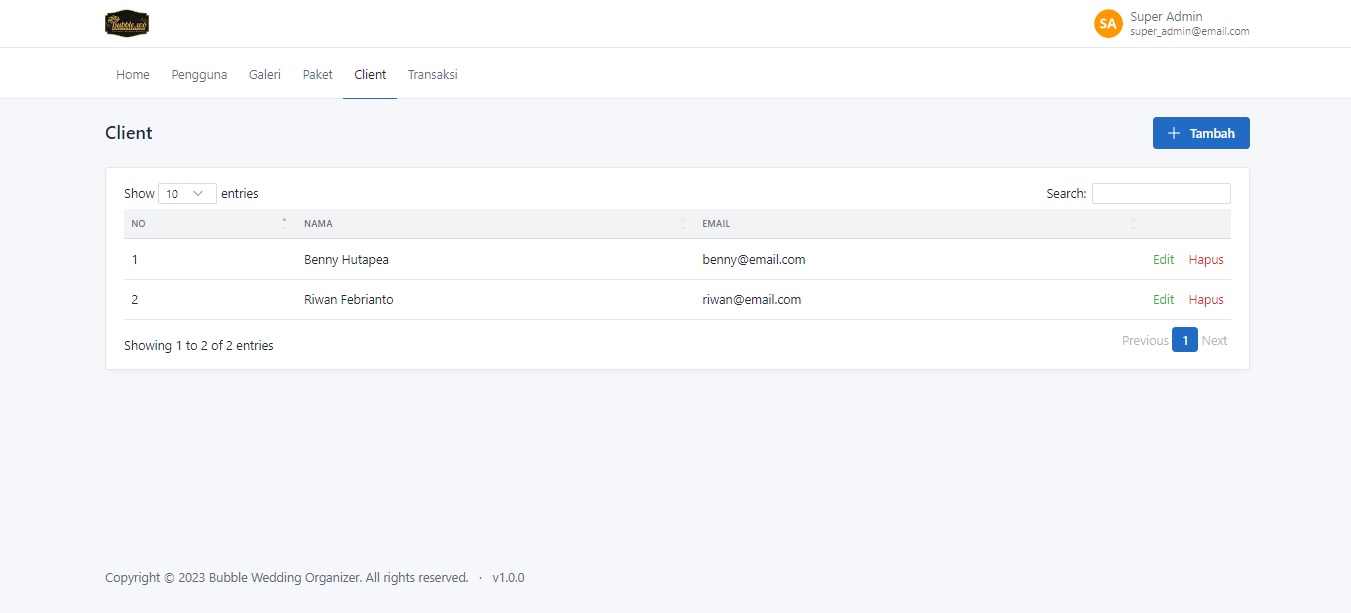 Bubble.wo
SA
Super Admin
super_admin@email.com
Home Pengguna Galeri Paket Client Transaksi
Client
Tambah
Show 10 entries
Search:
NO NAMA EMAIL
1 Benny Hutapea benny@email.com Edit Hapus
2 Riwan Febrianto riwan@email.com Edit Hapus
Showing 1 to 2 of 2 entries
Previous 1 Next
Copyright © 2023 Bubble Wedding Organizer. All rights reserved. · v1.0.0